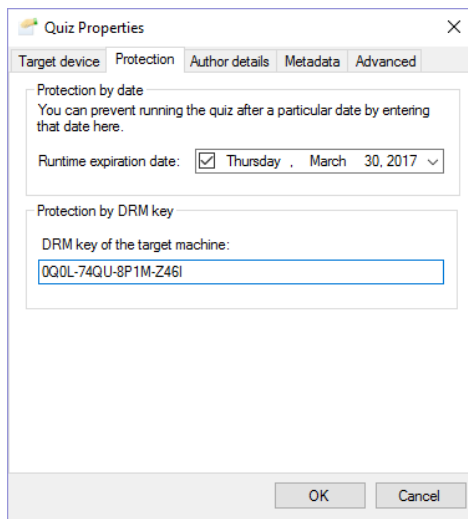 Quiz Properties
Target device Protection Author details Metadata Advanced
Protection by date
You can prevent running the quiz after a particular date by entering
that date here.
Runtime expiration date: Thursday , March 30, 2017
Protection by DRM key
DRM key of the target machine:
0Q0L-74QU-8P1M-Z46I
OK Cancel